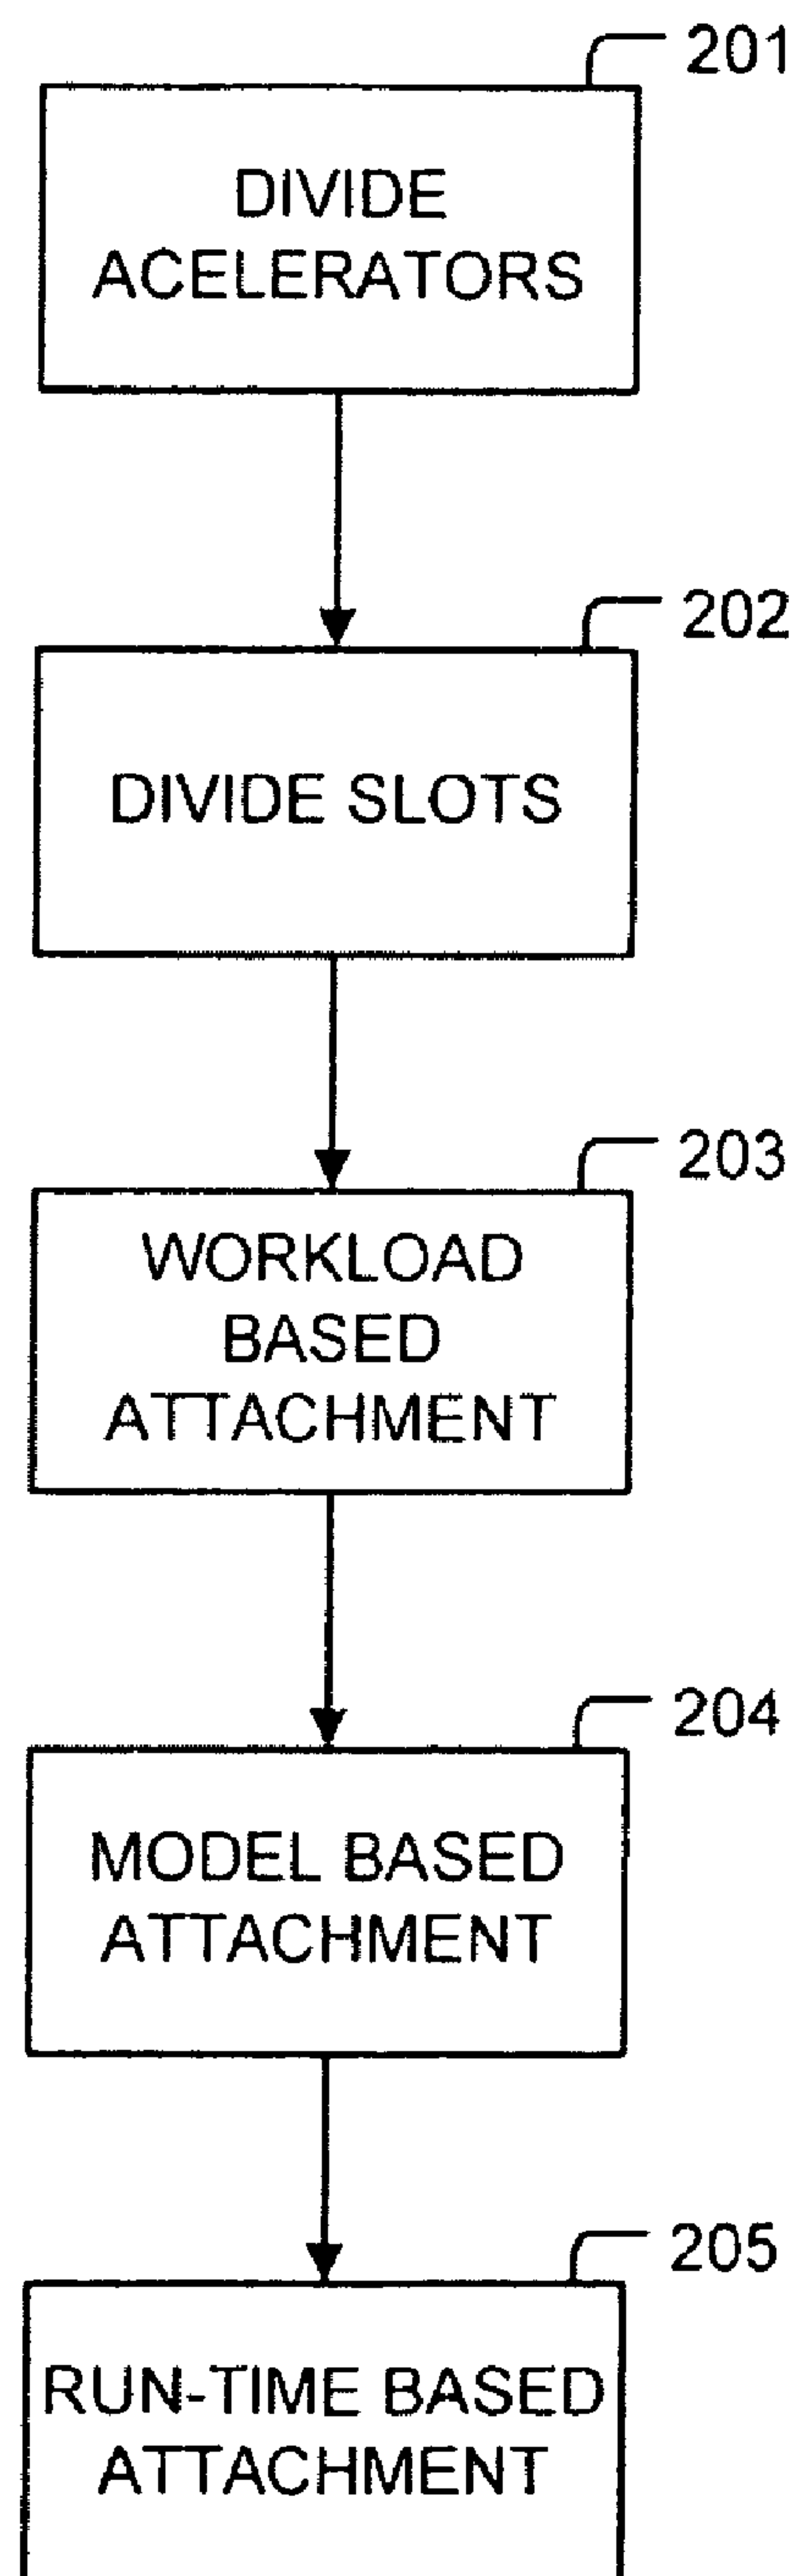 201
DIVIDE
ACELERATORS
202
DIVIDE SLOTS
203
WORKLOAD
BASED
ATTACHMENT
204
MODEL BASED
ATTACHMENT
205
RUN-TIME BASED
ATTACHMENT